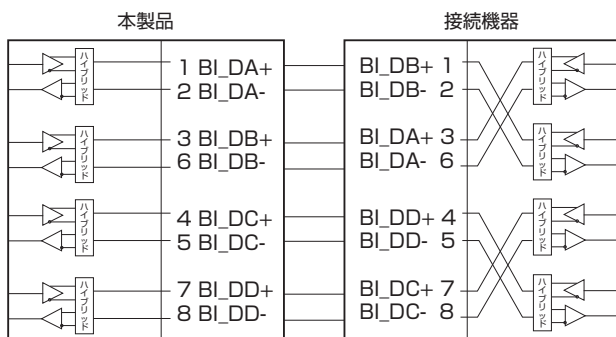 本製品
接続機器
ハイブリッド
1 BI_DA+
BI_DB+ 1
ハイブリッド
2 BI_DA-
BI_DB- 2
ハイブリッド
3 BI_DB+
BI_DA+ 3
ハイブリッド
6 BI_DB-
BI_DA- 6
ハイブリッド
4 BI_DC+
BI_DD+ 4
ハイブリッド
5 BI_DC-
BI_DD- 5
ハイブリッド
7 BI_DD+
BI_DC+ 7
ハイブリッド
8 BI_DD-
BI_DC- 8